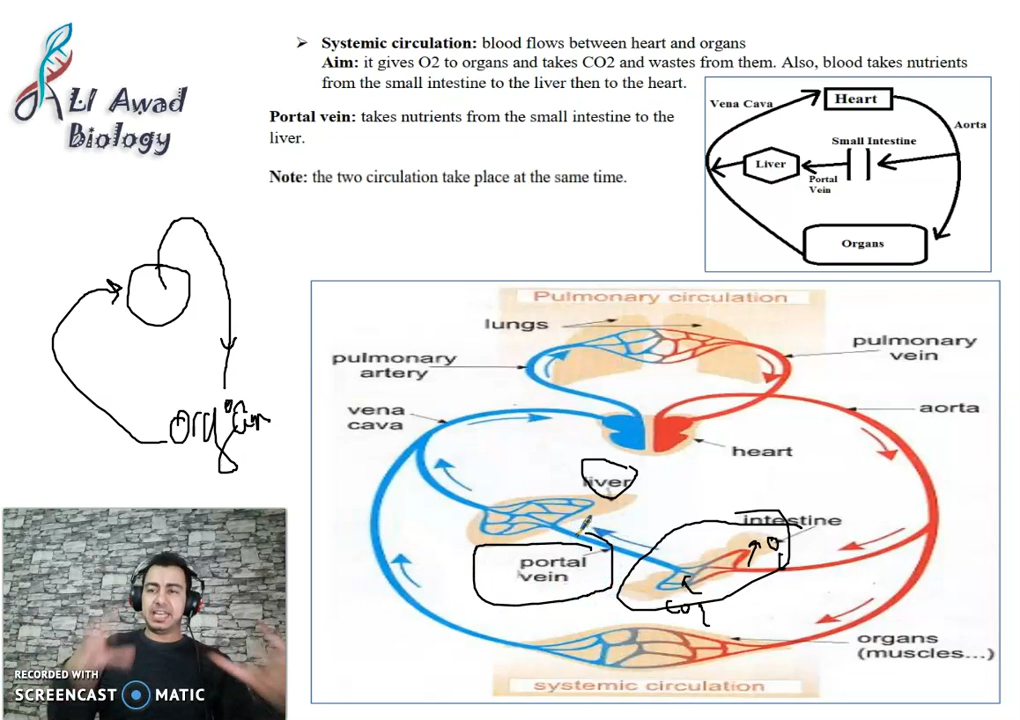 LI Awad
Biology
➢ Systemic circulation: blood flows between heart and organs
Aim: it gives O2 to organs and takes CO2 and wastes from them. Also, blood takes nutrients
from the small intestine to the liver then to the heart.
Portal vein: takes nutrients from the small intestine to the
liver.
Note: the two circulation take place at the same time.
Vena Cava
Heart
Aorta
Small Intestine
Liver
Portal
Vein
Organs
Pulmonary circulation
lungs
pulmonary
artery
pulmonary
vein
vena
cava
aorta
heart
liver
intestine
portal
vein
CO2
organs
(muscles...)
systemic circulation
RECORDED WITH
SCREENCAST MATIC